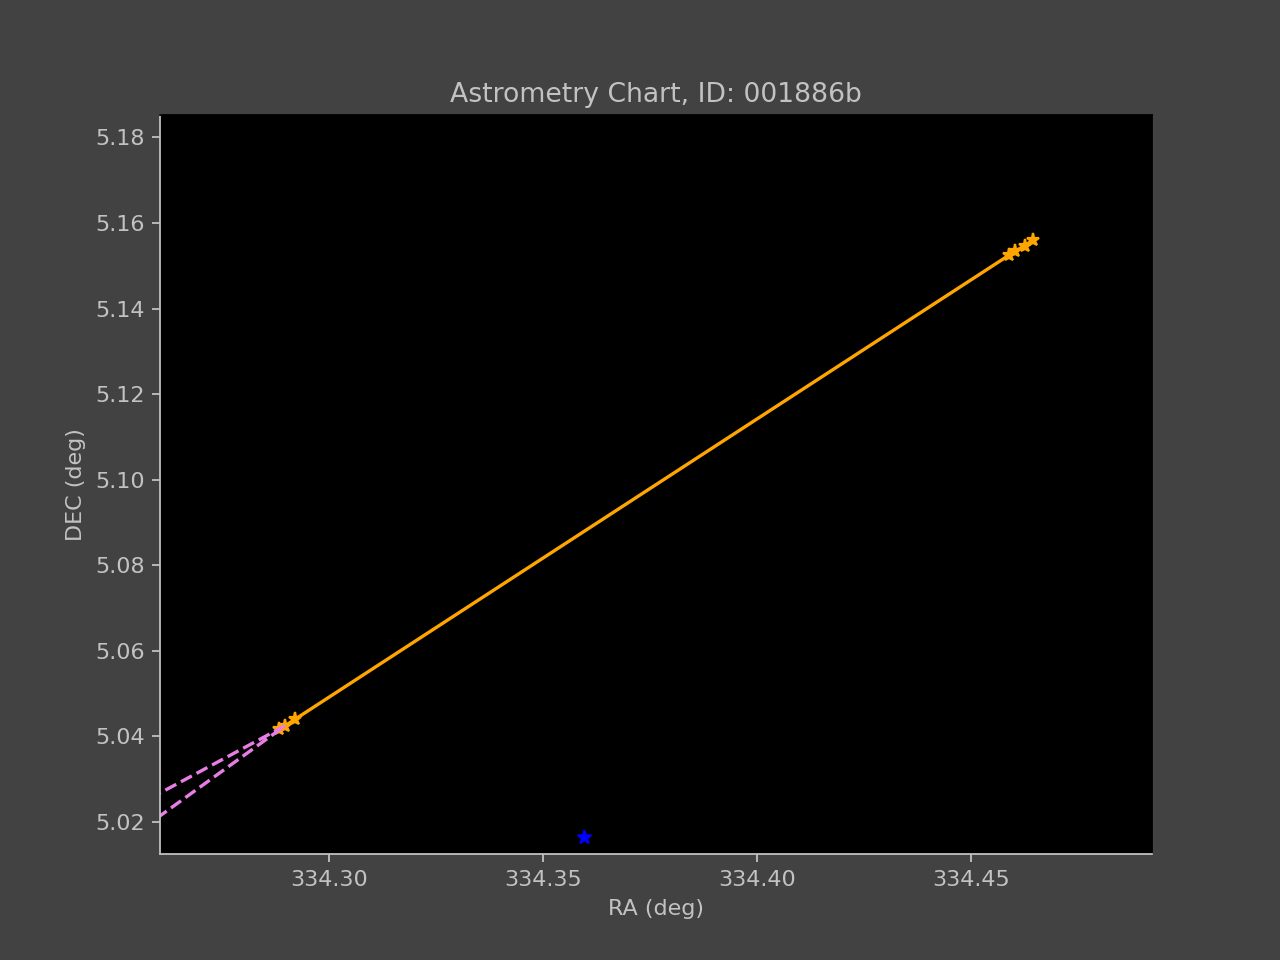 Astrometry Chart, ID: 001886b
5.18
5.16
5.14
5.12
5.10
5.08
5.06
5.04
5.02
DEC (deg)
334.30 334.35 334.40 334.45
RA (deg)